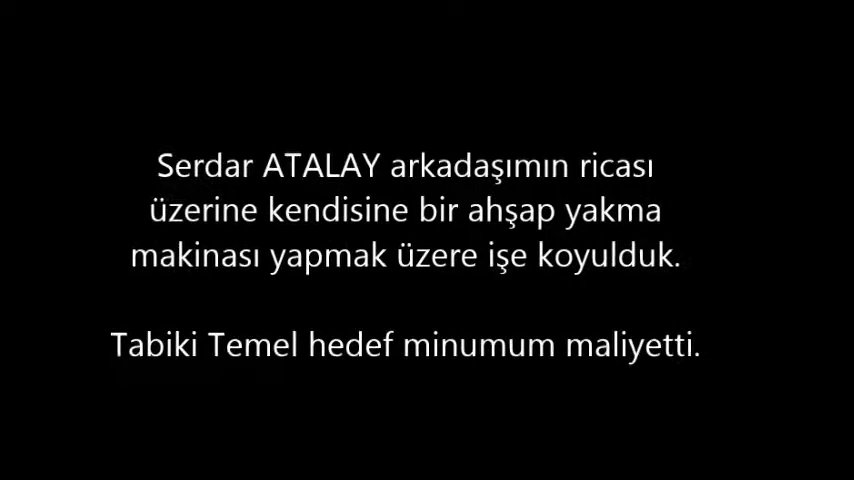 Serdar ATALAY arkadaşımın ricası
üzerine kendisine bir ahşap yakma
makinası yapmak üzere işe koyulduk.
Tabiki Temel hedef minumum maliyetti.